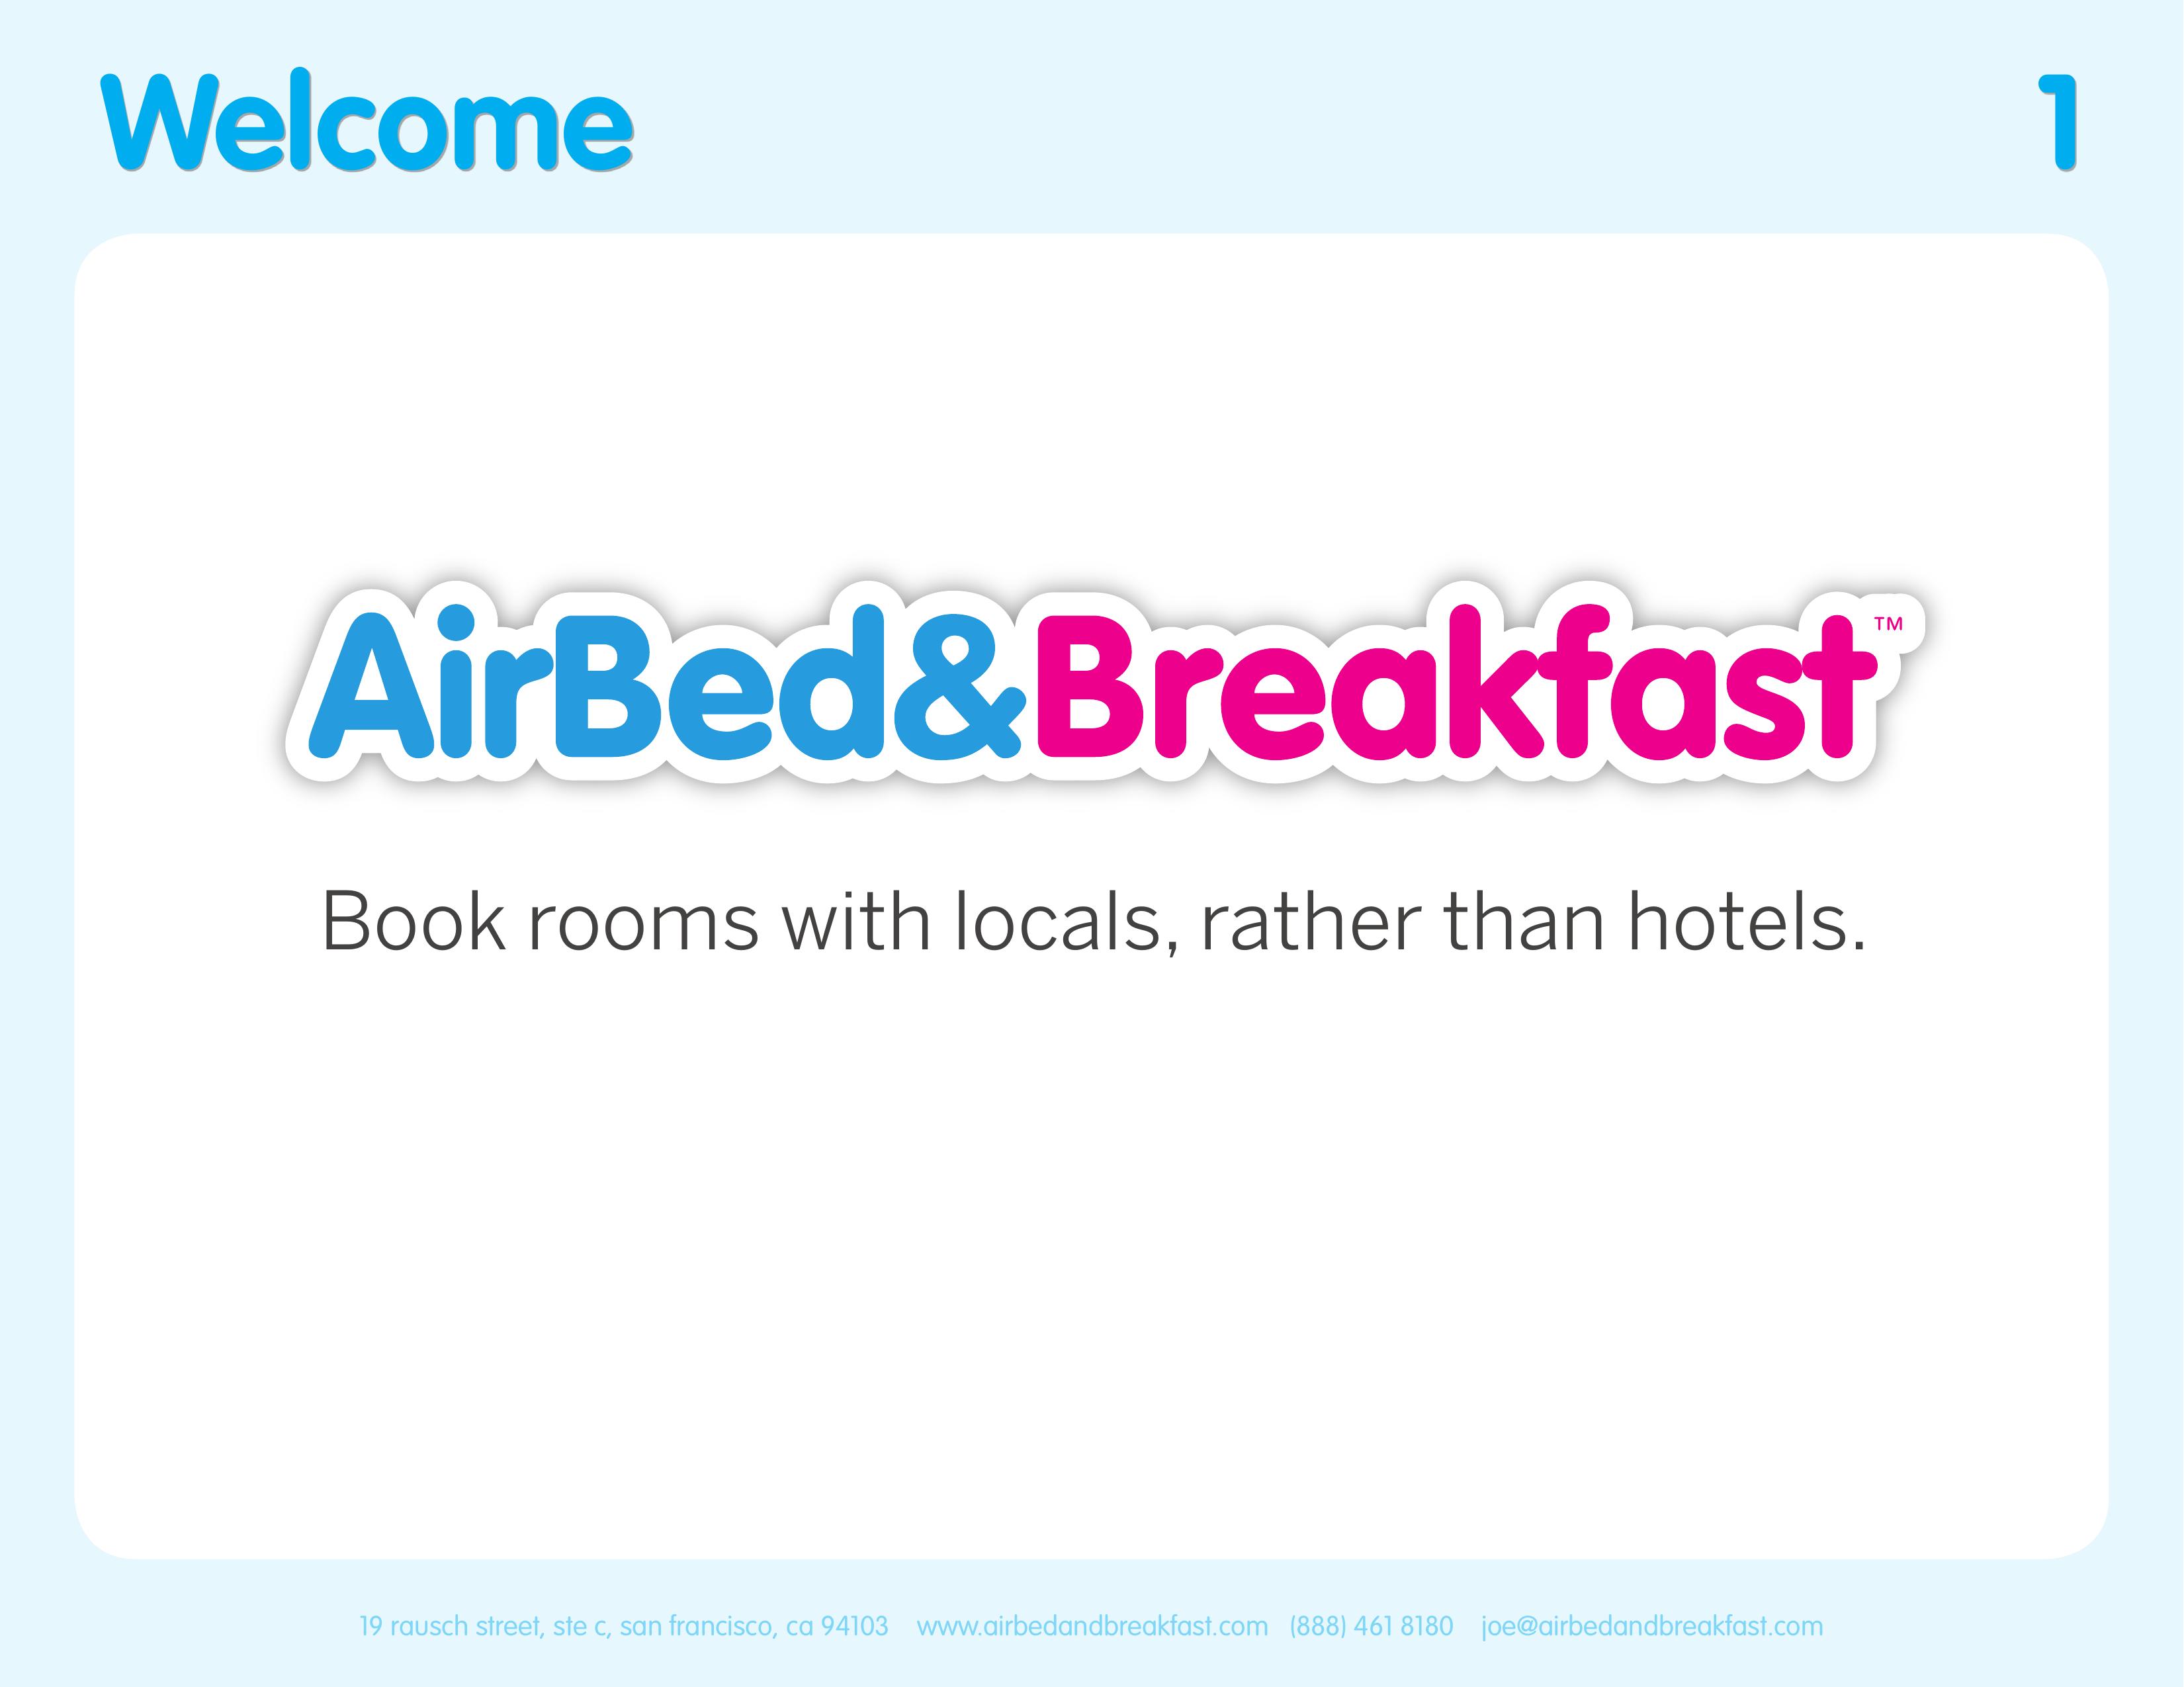 Welcome
1
AirBed&Breakfast™
Book rooms with locals, rather than hotels.
19 rausch street, ste c, san francisco, ca 94103 www.airbedandbreakfast.com (888) 461 8180 joe@airbedandbreakfast.com